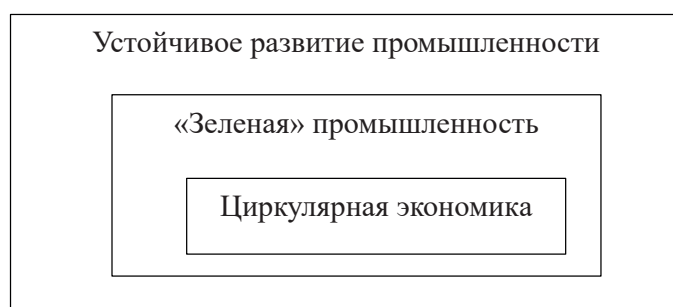 Устойчивое развитие промышленности
«Зеленая» промышленность
Циркулярная экономика